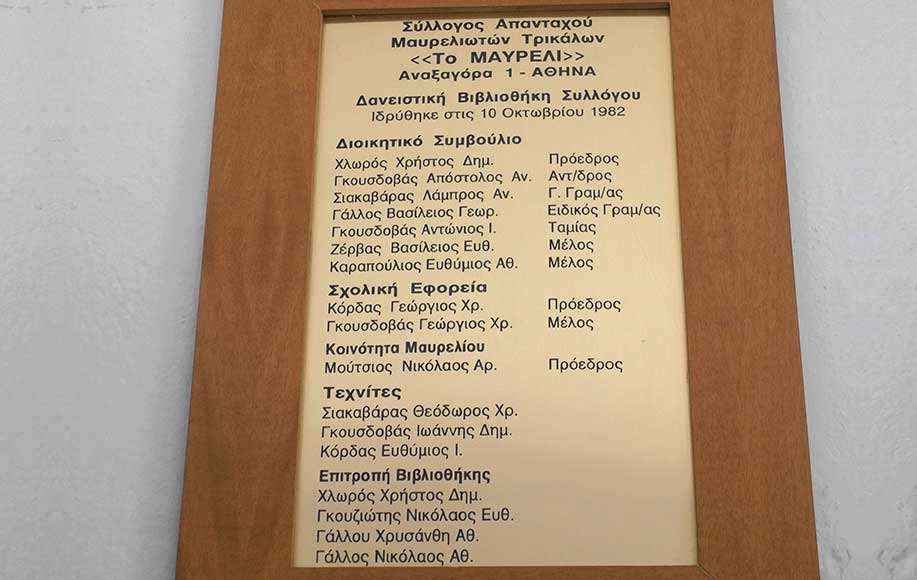 Σύλλογος Απανταχού
Μαυρελιωτών Τρικάλων
<<Το ΜΑΥΡΕΛΙ>>
Αναξαγόρα 1 - ΑΘΗΝΑ
Δανειστική Βιβλιοθήκη Συλλόγου
Ιδρύθηκε στις 10 Οκτωβρίου 1982
Διοικητικό Συμβούλιο
Χλωρός Χρήστος Δημ. Πρόεδρος
Γκουσδοβάς Απόστολος Αν. Αντ/δρος
Σιακαβάρας Λάμπρος Αν. Γ. Γραμ/ας
Γάλλος Βασίλειος Γεωρ. Ειδικός Γραμ/ας
Γκουσδοβάς Αντώνιος Ι. Ταμίας
Ζέρβας Βασίλειος Ευθ. Μέλος
Καραπούλιος Ευθύμιος Αθ. Μέλος
Σχολική Εφορεία
Κόρδας Γεώργιος Χρ. Πρόεδρος
Γκουσδοβάς Γεώργιος Χρ. Μέλος
Κοινότητα Μαυρελίου
Μούτσιος Νικόλαος Αρ. Πρόεδρος
Τεχνίτες
Σιακαβάρας Θεόδωρος Χρ.
Γκουσδοβάς Ιωάννης Δημ.
Κόρδας Ευθύμιος Ι.
Επιτροπή Βιβλιοθήκης
Χλωρός Χρήστος Δημ.
Γκουζιώτης Νικόλαος Ευθ.
Γάλλου Χρυσάνθη Αθ.
Γάλλος Νικόλαος Αθ.